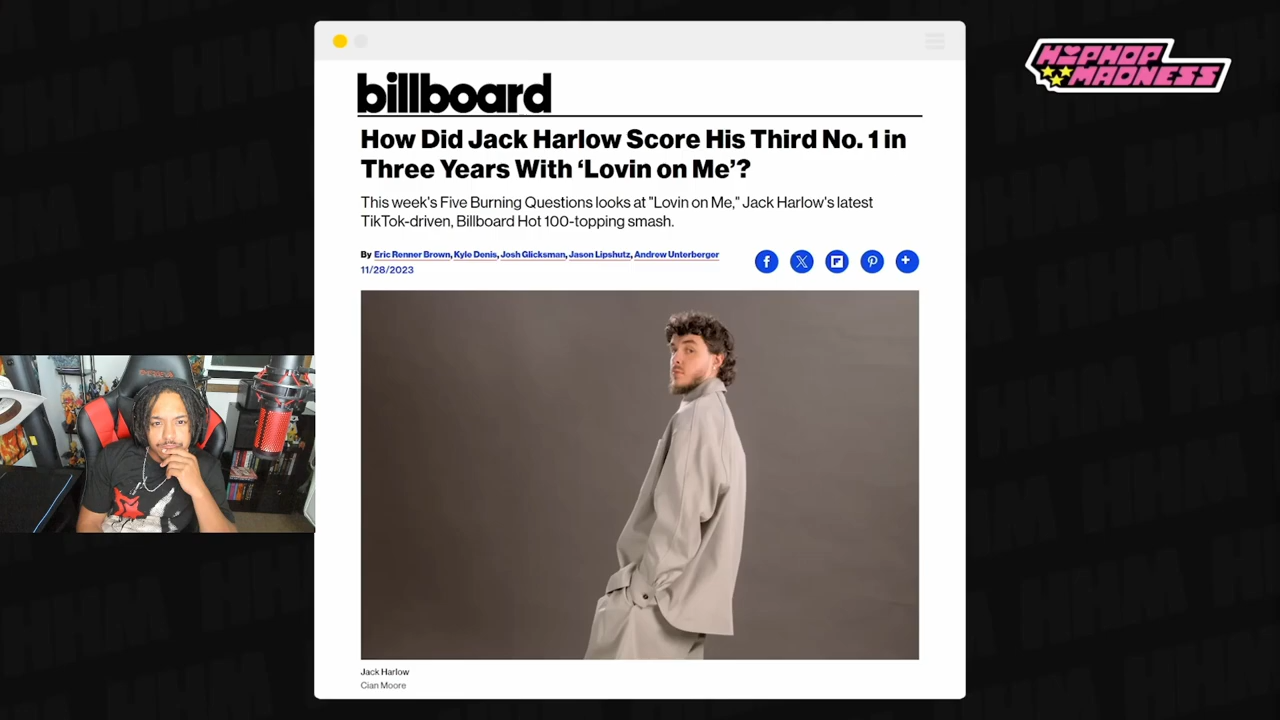 HIPHOP
MADNESS
billboard
How Did Jack Harlow Score His Third No. 1 in
Three Years With ‘Lovin on Me’?
This week's Five Burning Questions looks at "Lovin on Me," Jack Harlow's latest
TikTok-driven, Billboard Hot 100-topping smash.
By Eric Renner Brown, Kyle Denis, Josh Glicksman, Jason Lipshutz, Andrew Unterberger
11/28/2023
Jack Harlow
Cian Moore